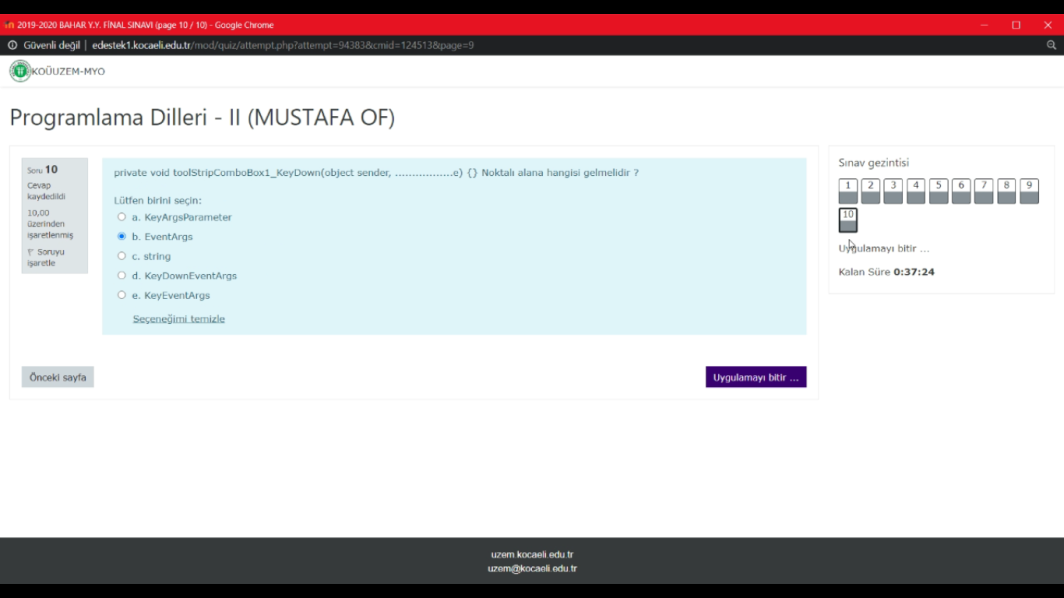 2019-2020 BAHAR Y.Y. FİNAL SINAVI (page 10 / 10) - Google Chrome
Güvenli değil | edestek1.kocaeli.edu.tr/mod/quiz/attempt.php?attempt=94383&cmid=124513&page=9
KOÜUZEM-MYO
Programlama Dilleri - II (MUSTAFA OF)
Soru 10
Cevap
kaydedildi
10,00
üzerinden
işaretlenmiş
Soruyu
işaretle
private void toolStripComboBox1_KeyDown(object sender, ..................e) {} Noktalı alana hangisi gelmelidir ?
Lütfen birini seçin:
a. KeyArgsParameter
b. EventArgs
c. string
d. KeyDownEventArgs
e. KeyEventArgs
Seçeneğimi temizle
Önceki sayfa
Uygulamayı bitir ...
Sınav gezintisi
1 2 3 4 5 6 7 8 9
10
Uygulamayı bitir ...
Kalan Süre 0:37:24
uzem.kocaeli.edu.tr
uzem@kocaeli.edu.tr